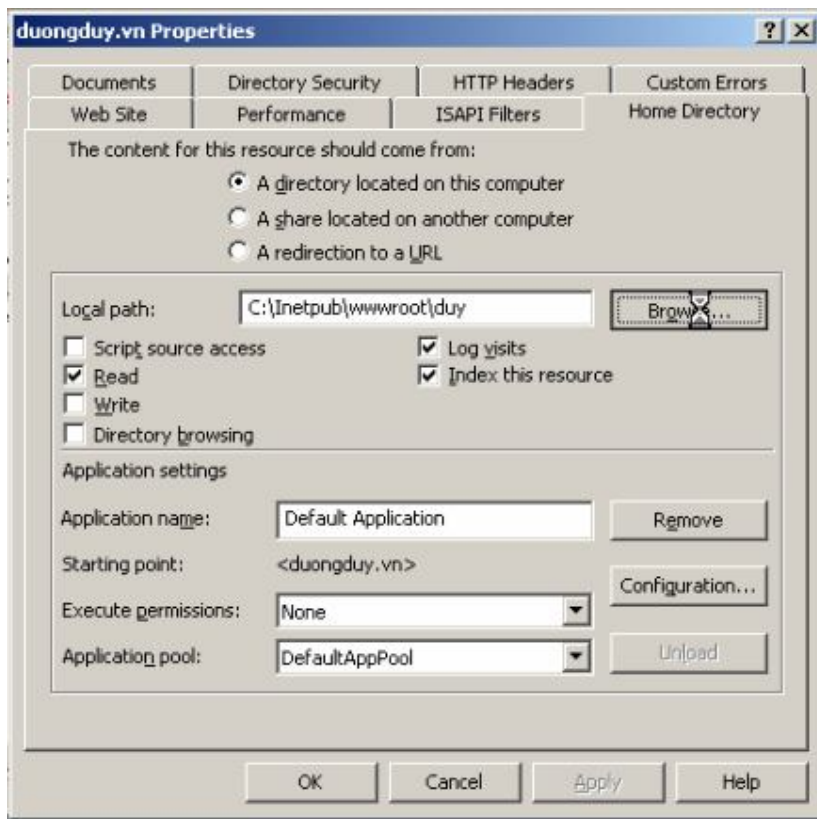 duongduy.vn Properties
Documents Directory Security HTTP Headers Custom Errors
Web Site Performance ISAPI Filters Home Directory
The content for this resource should come from:
A directory located on this computer
A share located on another computer
A redirection to a URL
Local path: C:\Inetpub\wwwroot\duy Browse...
Script source access Log visits
Read Index this resource
Write
Directory browsing
Application settings
Application name: Default Application Remove
Starting point: <duongduy.vn>
Configuration...
Execute permissions: None
Application pool: DefaultAppPool Unload
OK Cancel Apply Help